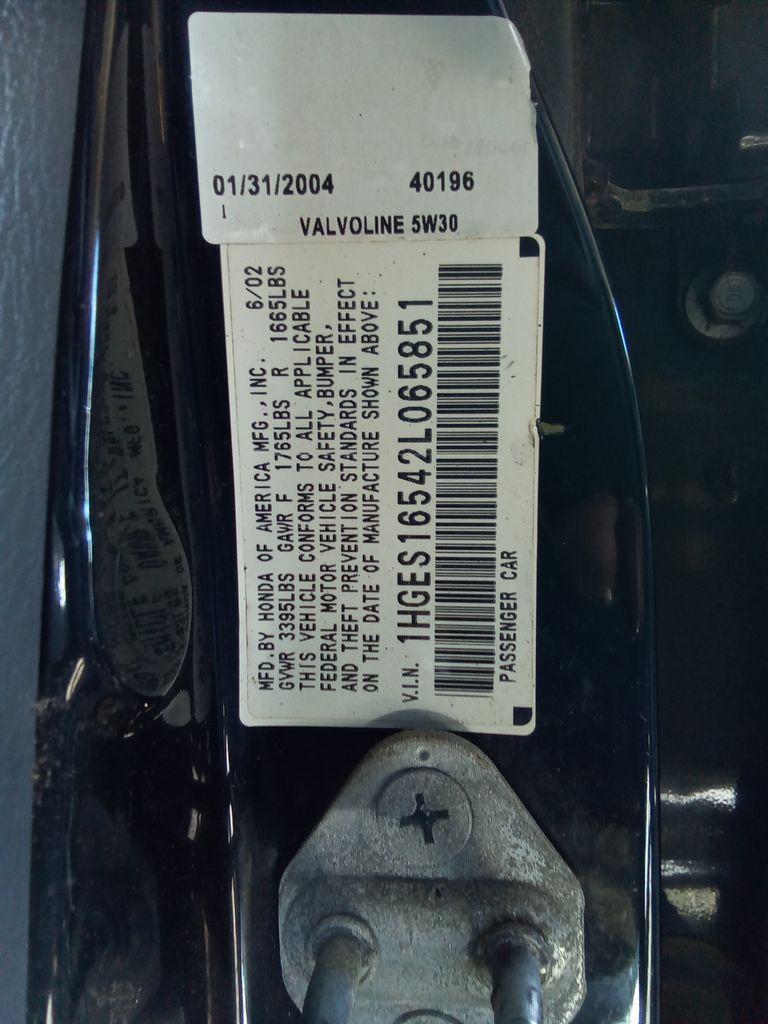 01/31/2004 40196
1
VALVOLINE 5W30
MFD.BY HONDA OF AMERICA MFG.,INC. 6/02
GVWR 3395LBS GAWR F 1765LBS R 1665LBS
THIS VEHICLE CONFORMS TO ALL APPLICABLE
FEDERAL MOTOR VEHICLE SAFETY,BUMPER,
AND THEFT PREVENTION STANDARDS IN EFFECT
ON THE DATE OF MANUFACTURE SHOWN ABOVE:
V.I.N. 1HGES16542L065851
PASSENGER CAR